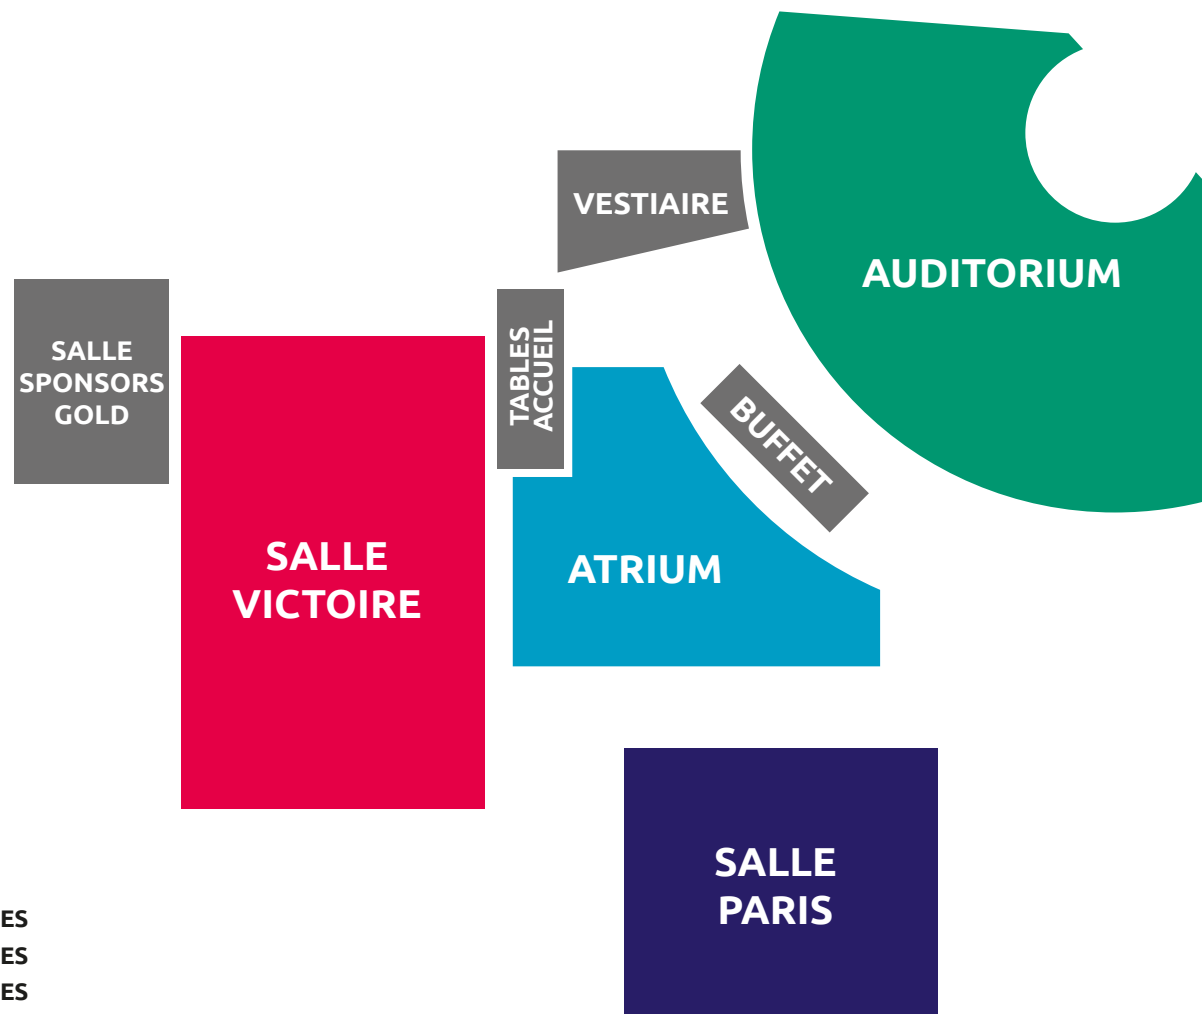 VESTIAIRE
AUDITORIUM
SALLE
SPONSORS
GOLD
TABLES
ACCUEIL
BUFFET
SALLE
VICTOIRE
ATRIUM
SALLE
PARIS
ES
ES
ES